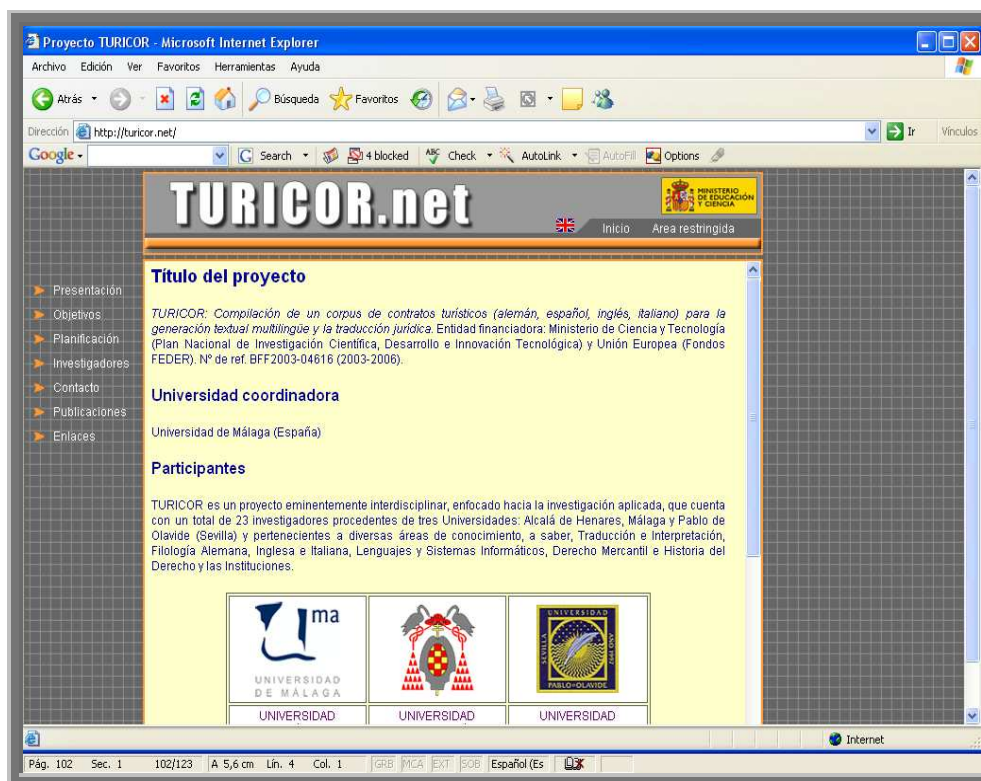 Proyecto TURICOR - Microsoft Internet Explorer
Archivo Edición Ver Favoritos Herramientas Ayuda
Atrás Búsqueda Favoritos
Dirección http://turicor.net/ Ir Vínculos
Google Search 4 blocked ABC Check AutoLink AutoFill Options
TURICOR.net
MINISTERIO
DE EDUCACIÓN
Y CIENCIA
Inicio Area restringida
Presentación
Objetivos
Planificación
Investigadores
Contacto
Publicaciones
Enlaces
Título del proyecto
TURICOR: Compilación de un corpus de contratos turísticos (alemán, español, inglés, italiano) para la
generación textual multilingüe y la traducción jurídica. Entidad financiadora: Ministerio de Ciencia y Tecnología
(Plan Nacional de Investigación Científica, Desarrollo e Innovación Tecnológica) y Unión Europea (Fondos
FEDER). Nº de ref. BFF2003-04616 (2003-2006).
Universidad coordinadora
Universidad de Málaga (España)
Participantes
TURICOR es un proyecto eminentemente interdisciplinar, enfocado hacia la investigación aplicada, que cuenta
con un total de 23 investigadores procedentes de tres Universidades: Alcalá de Henares, Málaga y Pablo de
Olavide (Sevilla) y pertenecientes a diversas áreas de conocimiento, a saber, Traducción e Interpretación,
Filología Alemana, Inglesa e Italiana, Lenguajes y Sistemas Informáticos, Derecho Mercantil e Historia del
Derecho y las Instituciones.
uma
UNIVERSIDAD
DE MÁLAGA
UNIVERSIDAD
SEVILLA
AÑO 1997
PABLO-OLAVIDE
UNIVERSIDAD UNIVERSIDAD UNIVERSIDAD
Internet
Pág. 102 Sec. 1 102/123 A 5,6 cm Lín. 4 Col. 1 GRB MCA EXT SOB Español (Es